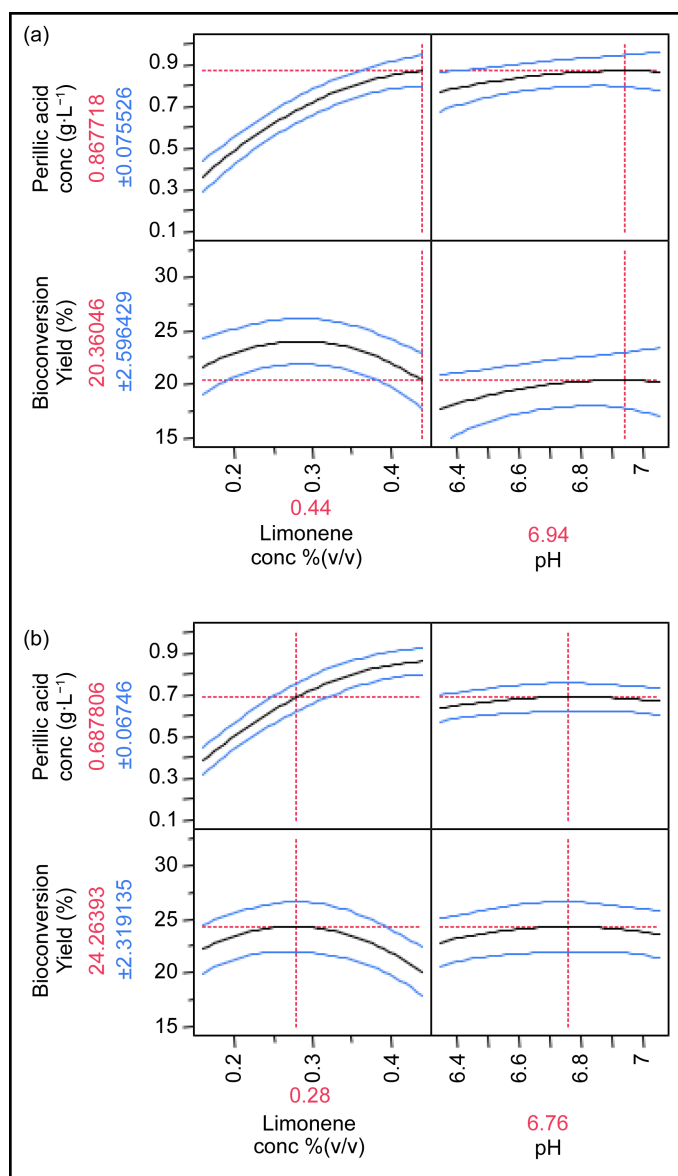 (a)
Perillic acid
conc (g·L⁻¹)
0.867718
±0.075526
0.9
0.7
0.5
0.3
0.1
Bioconversion
Yield (%)
20.36046
±2.596429
30
25
20
15
0.2
0.3
0.4
6.4
6.6
6.8
7
0.44
Limonene
conc %(v/v)
6.94
pH
(b)
Perillic acid
conc (g·L⁻¹)
0.687806
±0.06746
0.9
0.7
0.5
0.3
0.1
Bioconversion
Yield (%)
24.26393
±2.319135
30
25
20
15
0.2
0.3
0.4
6.4
6.6
6.8
7
0.28
Limonene
conc %(v/v)
6.76
pH